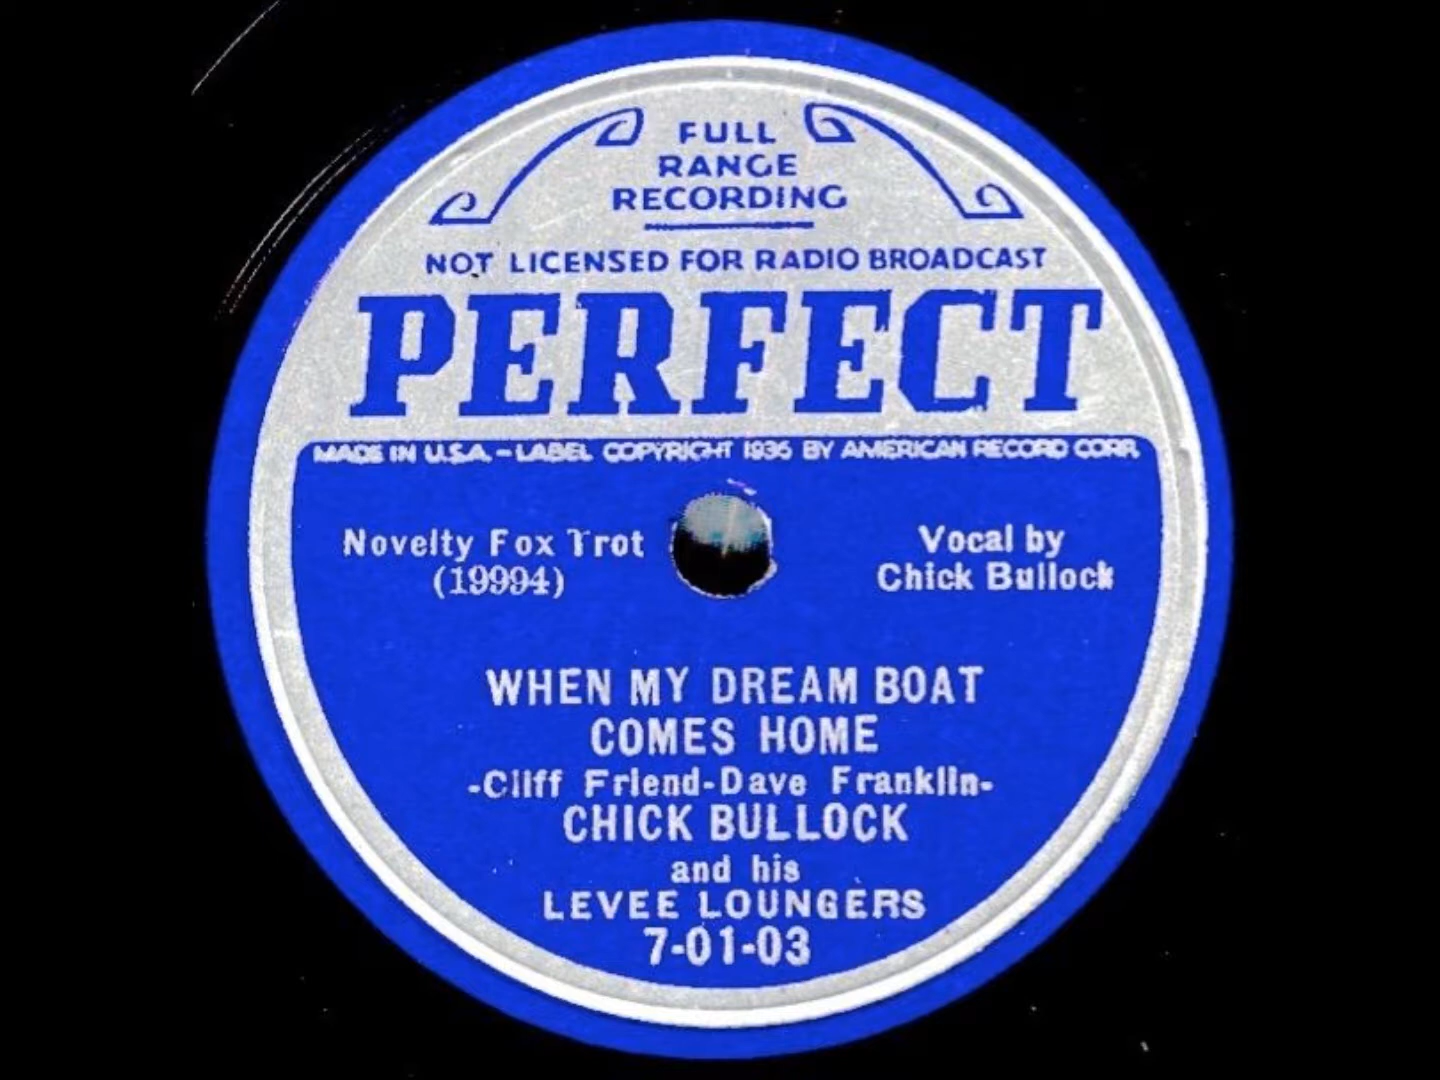 FULL
RANGE
RECORDING
NOT LICENSED FOR RADIO BROADCAST
PERFECT
MADE IN U.S.A. - LABEL COPYRIGHT 1936 BY AMERICAN RECORD CORP.
Novelty Fox Trot
(19994)
Vocal by
Chick Bullock
WHEN MY DREAM BOAT
COMES HOME
-Cliff Friend-Dave Franklin-
CHICK BULLOCK
and his
LEVEE LOUNGERS
7-01-03